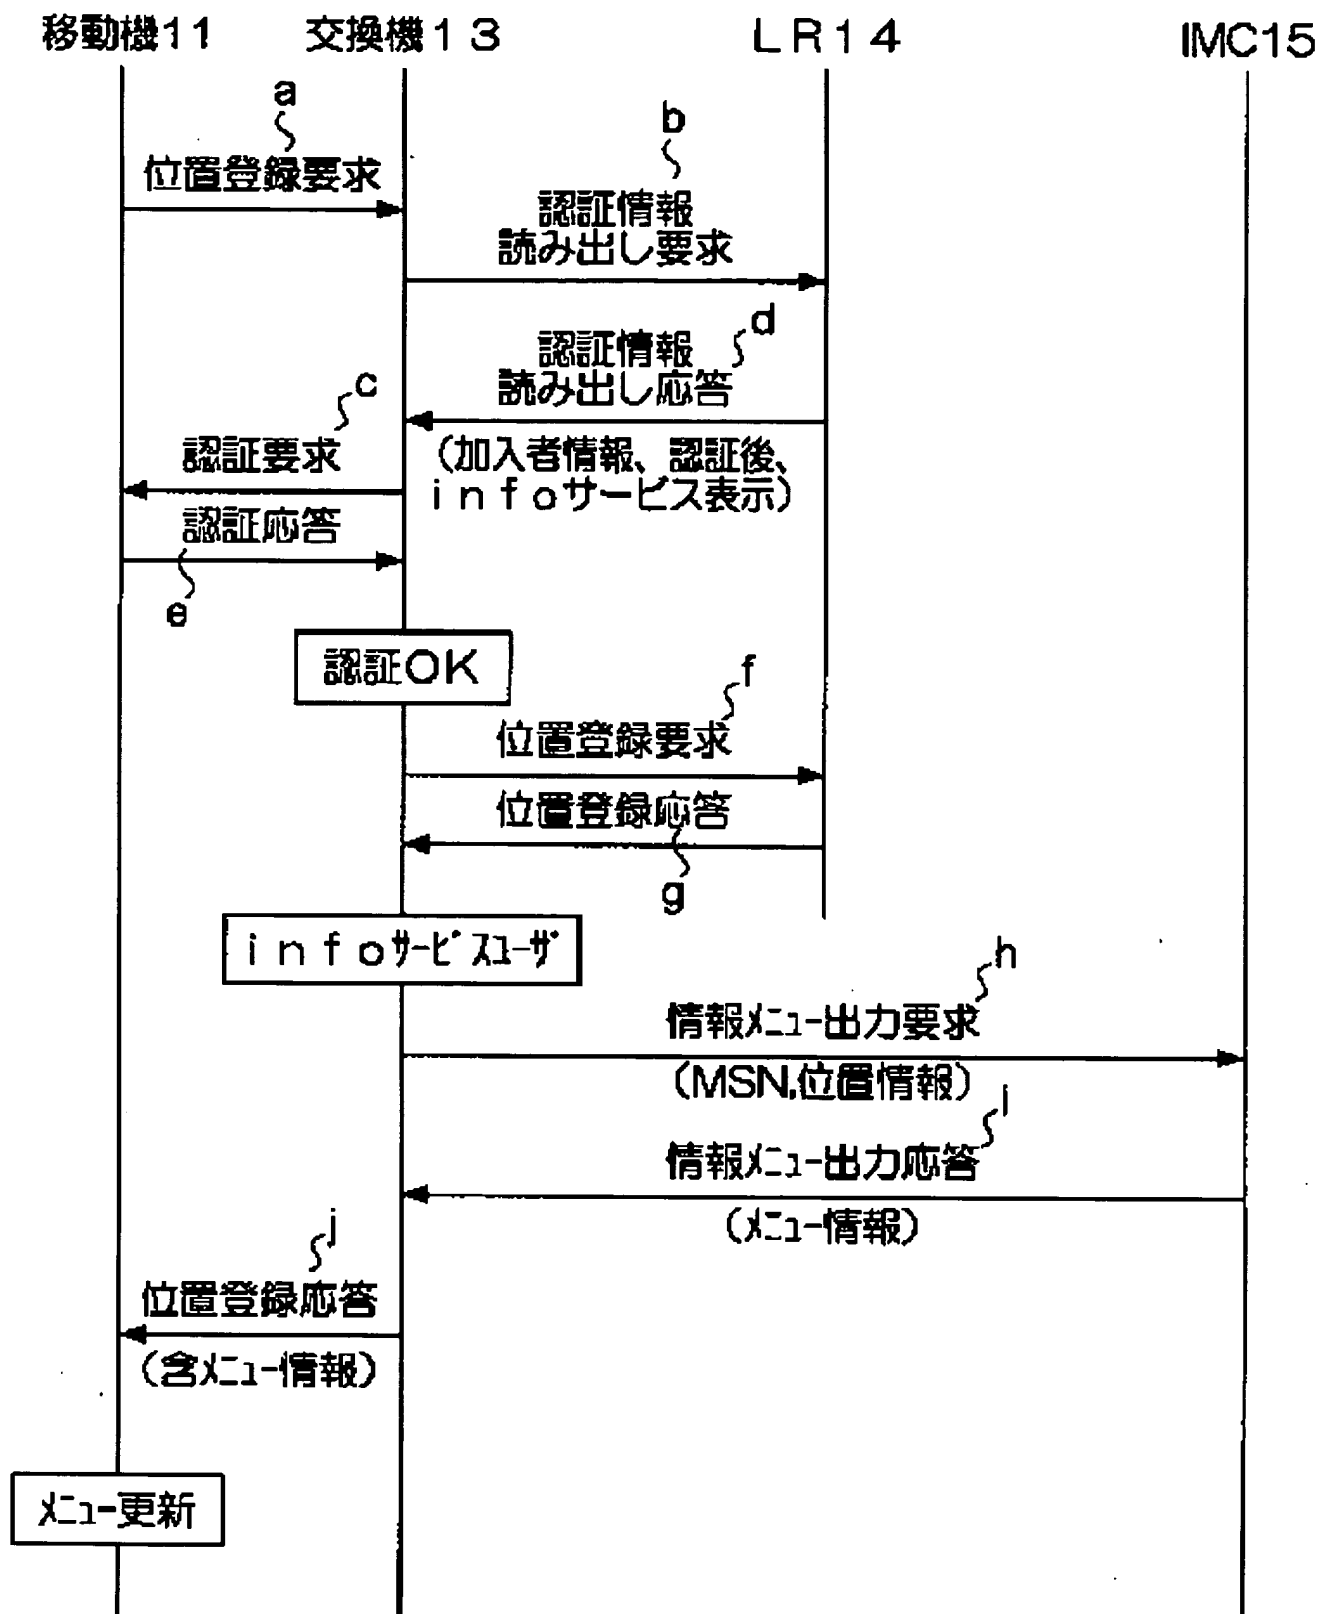 移動機11
交換機13
LR14
IMC15
a
位置登録要求
b
認証情報
読み出し要求
d
認証情報
読み出し応答
(加入者情報、認証後、
infoサービス表示)
c
認証要求
認証応答
e
認証OK
f
位置登録要求
位置登録応答
g
infoサービスユーザ
h
情報メニュー出力要求
(MSN,位置情報)
i
情報メニュー出力応答
(メニュー情報)
j
位置登録応答
(含メニュー情報)
メニュー更新